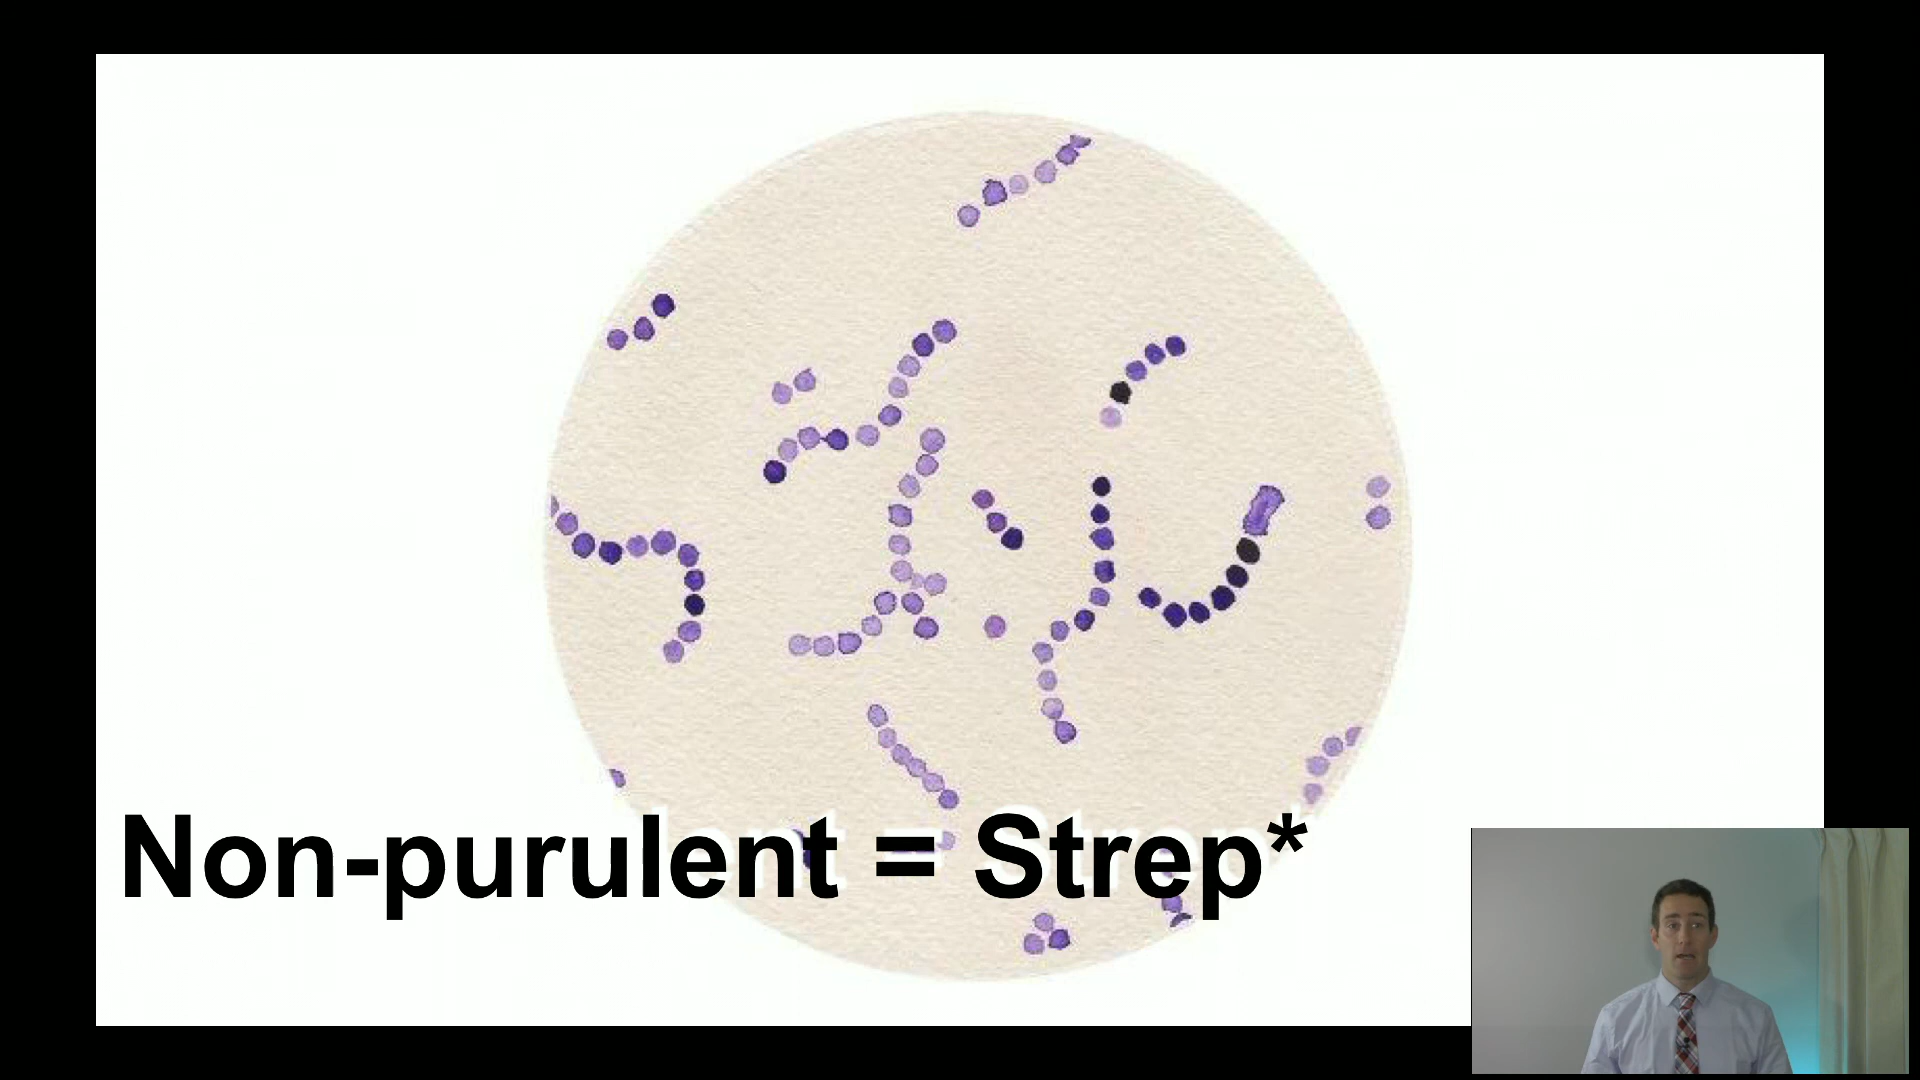 Non-purulent = Strep*